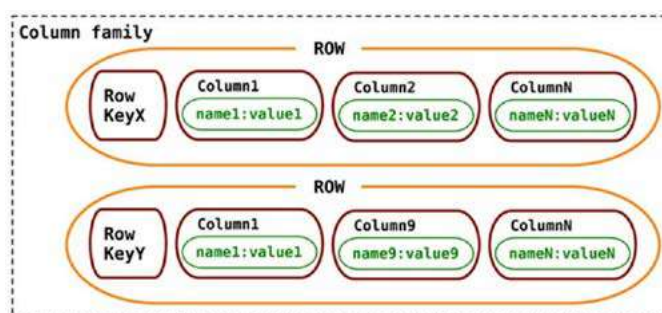 Column family
ROW
Row
KeyX
Column1
name1:value1
Column2
name2:value2
ColumnN
nameN:valueN
ROW
Row
KeyY
Column1
name1:value1
Column9
name9:value9
ColumnN
nameN:valueN